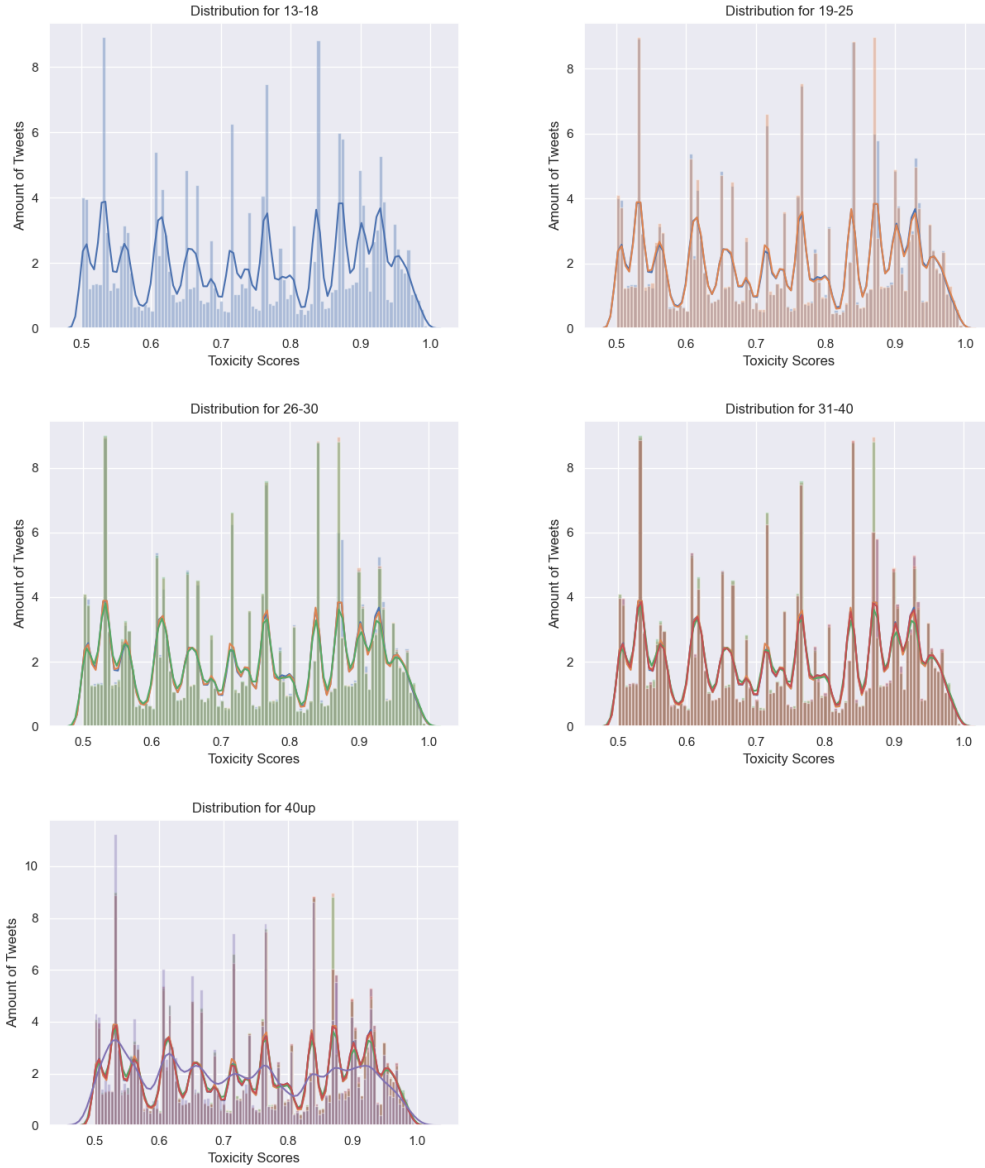 Distribution for 13-18
Amount of Tweets
8
6
4
2
0
0.5 0.6 0.7 0.8 0.9 1.0
Toxicity Scores
Distribution for 19-25
Amount of Tweets
8
6
4
2
0
0.5 0.6 0.7 0.8 0.9 1.0
Toxicity Scores
Distribution for 26-30
Amount of Tweets
8
6
4
2
0
0.5 0.6 0.7 0.8 0.9 1.0
Toxicity Scores
Distribution for 31-40
Amount of Tweets
8
6
4
2
0
0.5 0.6 0.7 0.8 0.9 1.0
Toxicity Scores
Distribution for 40up
Amount of Tweets
10
8
6
4
2
0
0.5 0.6 0.7 0.8 0.9 1.0
Toxicity Scores